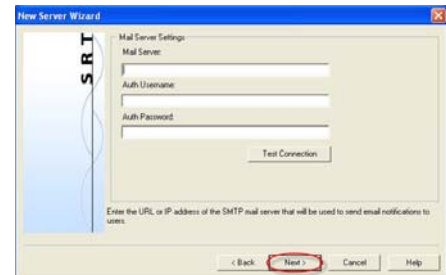 New Server Wizard
SRT
Mail Server Settings
Mail Server:
Auth Username:
Auth Password:
Test Connection
Enter the URL or IP address of the SMTP mail server that will be used to send email notifications to
users.
< Back
Next >
Cancel
Help